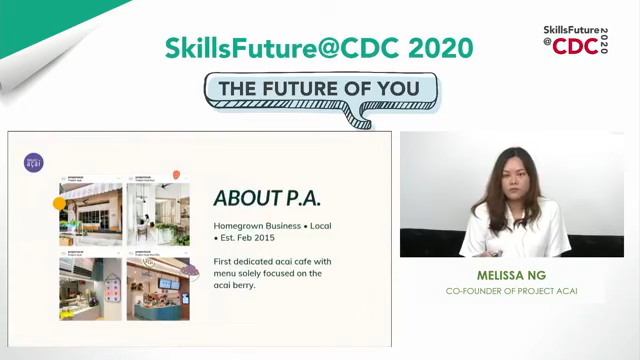 SkillsFuture@CDC 2020
SkillsFuture
@CDC
2020
THE FUTURE OF YOU
açaí
ABOUT P.A.
Homegrown Business • Local
• Est. Feb 2015
First dedicated acai cafe with
menu solely focused on the
acai berry.
MELISSA NG
CO-FOUNDER OF PROJECT ACAI